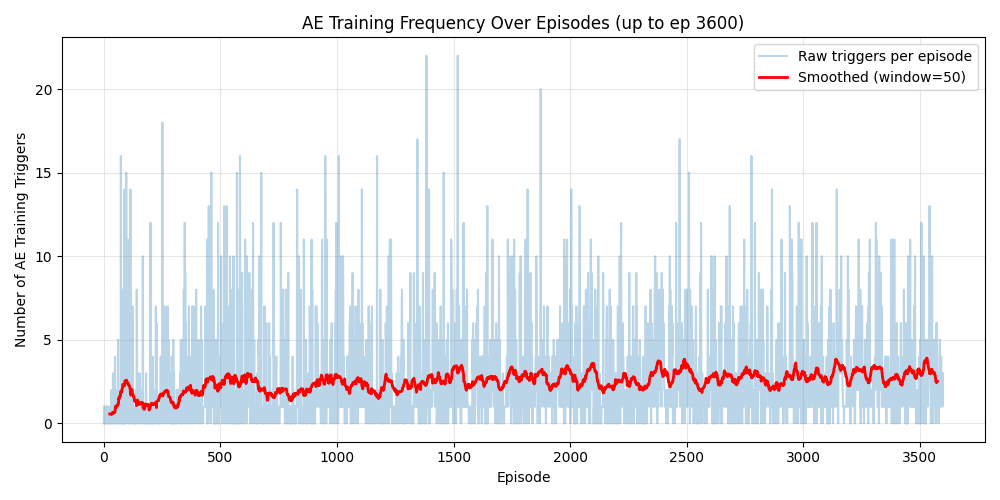 AE Training Frequency Over Episodes (up to ep 3600)
Raw triggers per episode
Smoothed (window=50)
Number of AE Training Triggers
20
15
10
5
0
0 500 1000 1500 2000 2500 3000 3500
Episode